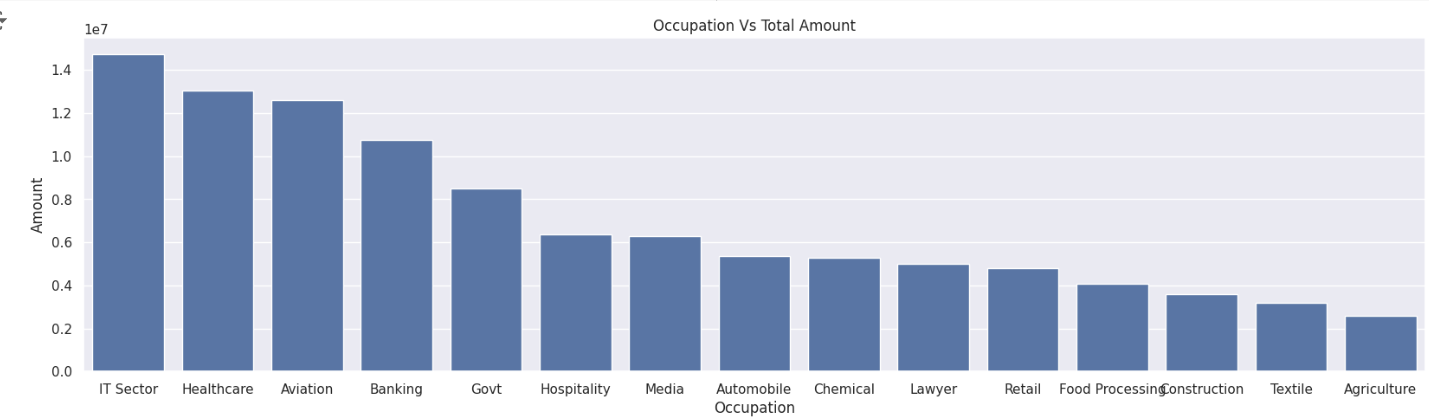 Occupation Vs Total Amount
1e7
1.4
1.2
1.0
0.8
0.6
0.4
0.2
0.0
Amount
IT Sector Healthcare Aviation Banking Govt Hospitality Media Automobile Chemical Lawyer Retail Food Processing Construction Textile Agriculture
Occupation